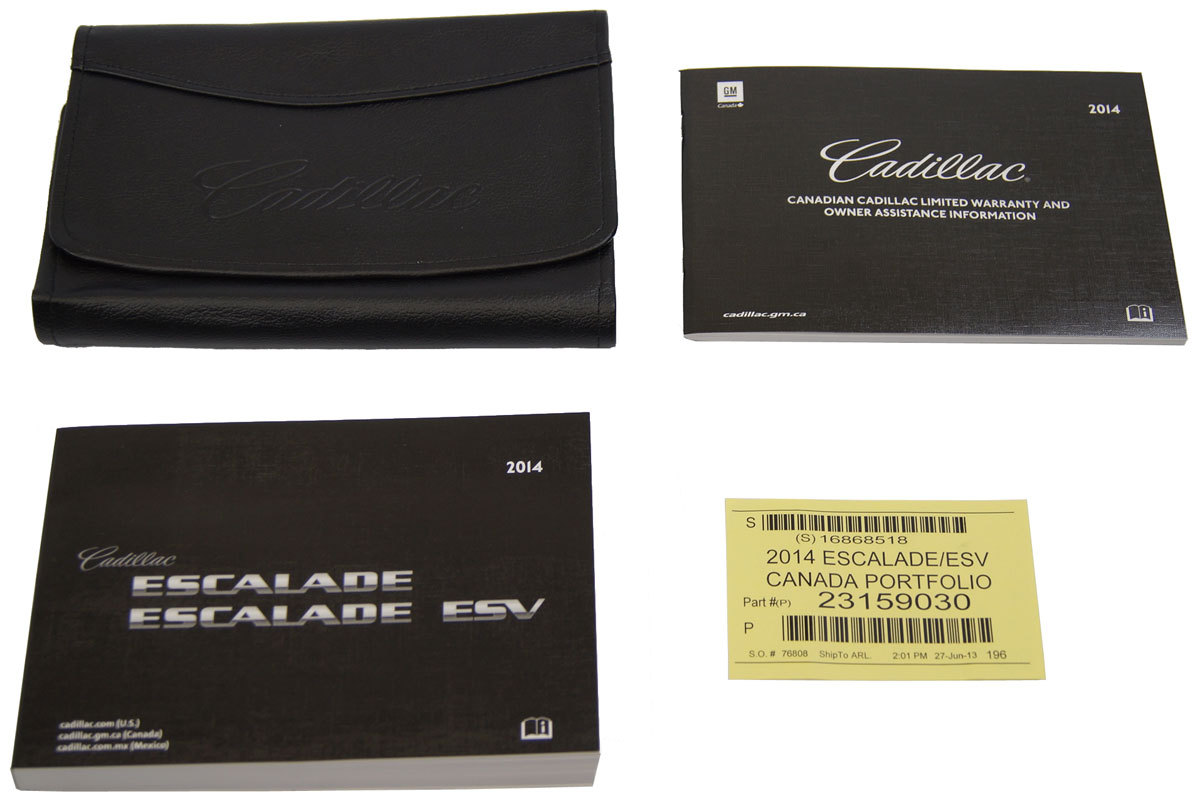 Cadillac
GM
Canada
2014
Cadillac
CANADIAN CADILLAC LIMITED WARRANTY AND
OWNER ASSISTANCE INFORMATION
cadillac.gm.ca
i
2014
Cadillac
ESCALADE
ESCALADE ESV
cadillac.com (U.S.)
cadillac.gm.ca (Canada)
cadillac.com.mx (Mexico)
i
S
(S) 16868518
2014 ESCALADE/ESV
CANADA PORTFOLIO
Part #(P) 23159030
P
S.O. # 76808 ShipTo ARL. 2:01 PM 27-Jun-13 196